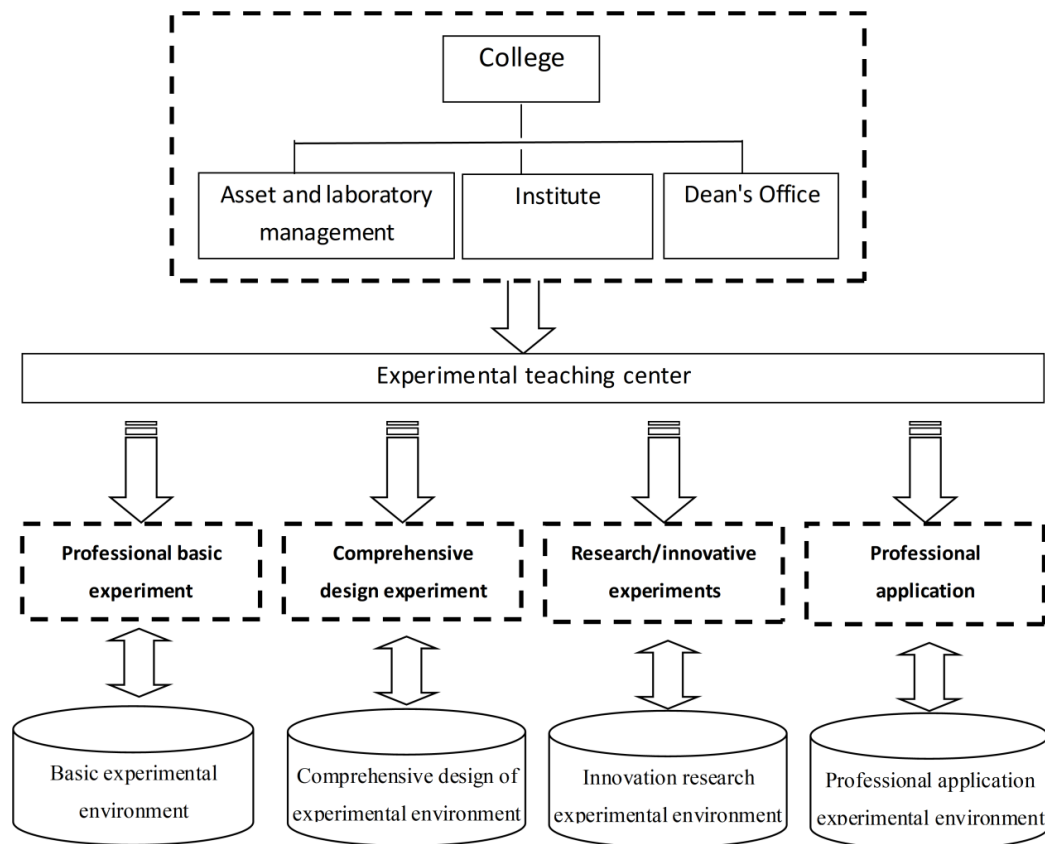 College
Asset and laboratory
management
Institute
Dean's Office
Experimental teaching center
Professional basic
experiment
Comprehensive
design experiment
Research/innovative
experiments
Professional
application
Basic experimental
environment
Comprehensive design of
experimental environment
Innovation research
experimental environment
Professional application
experimental environment